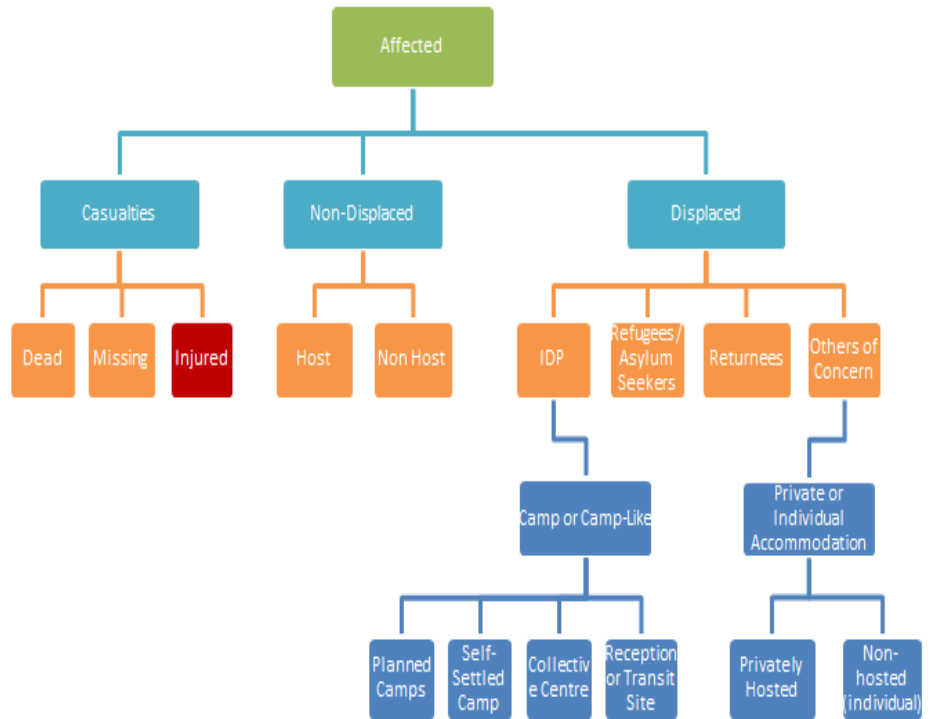 Affected
Casualties
Non-Displaced
Displaced
Dead
Missing
Injured
Host
Non Host
IDP
Refugees/
Asylum
Seekers
Returnees
Others of
Concern
Camp or Camp-Like
Private or
Individual
Accommodation
Planned
Camps
Self-
Settled
Camp
Collectiv
e Centre
Reception
or Transit
Site
Privately
Hosted
Non-
hosted
(individual)